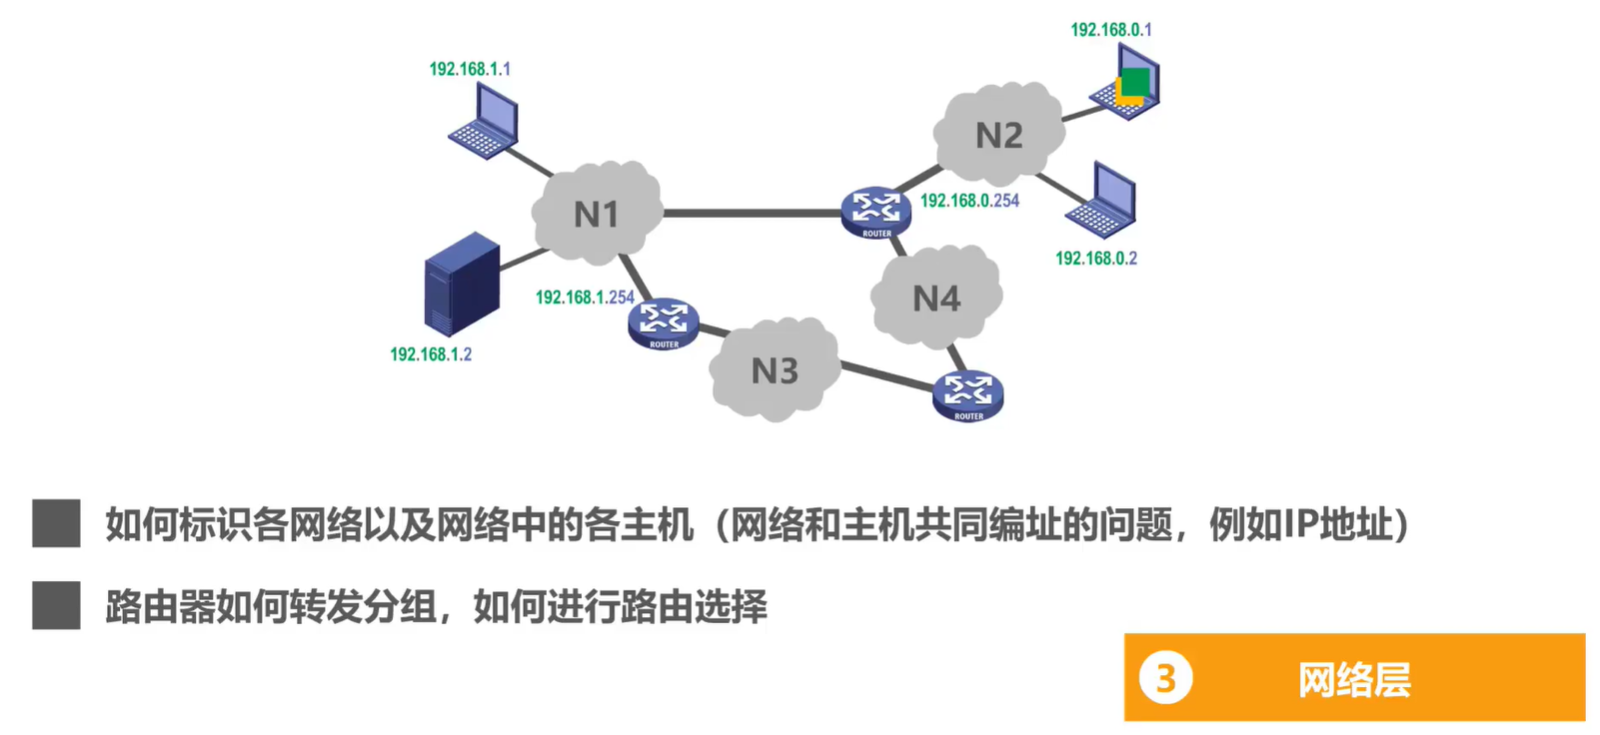 192.168.0.1
192.168.1.1
N2
N1
192.168.0.254
ROUTER
192.168.0.2
N4
192.168.1.254
ROUTER
192.168.1.2
N3
ROUTER
如何标识各网络以及网络中的各主机（网络和主机共同编址的问题，例如IP地址）
路由器如何转发分组，如何进行路由选择
3 网络层